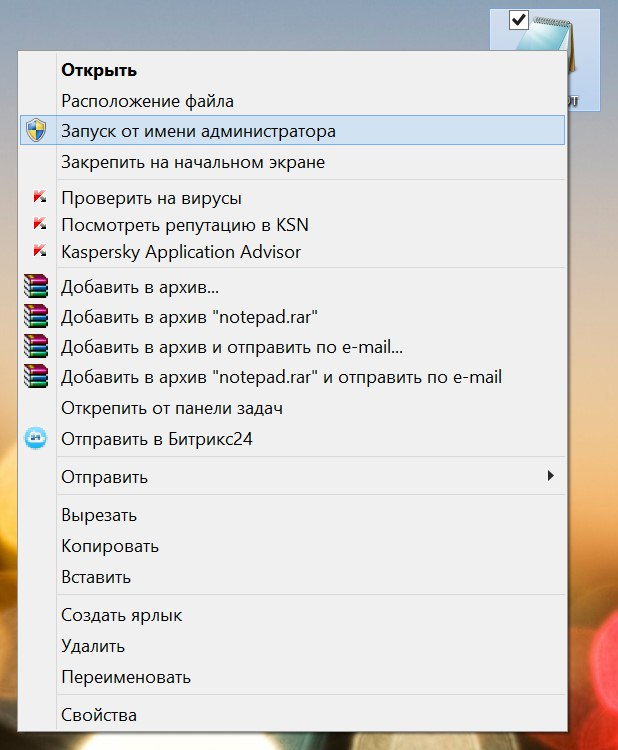 Открыть
Расположение файла
Запуск от имени администратора
Закрепить на начальном экране
Проверить на вирусы
Посмотреть репутацию в KSN
Kaspersky Application Advisor
Добавить в архив...
Добавить в архив "notepad.rar"
Добавить в архив и отправить по e-mail...
Добавить в архив "notepad.rar" и отправить по e-mail
Открепить от панели задач
Отправить в Битрикс24
Отправить
Вырезать
Копировать
Вставить
Создать ярлык
Удалить
Переименовать
Свойства